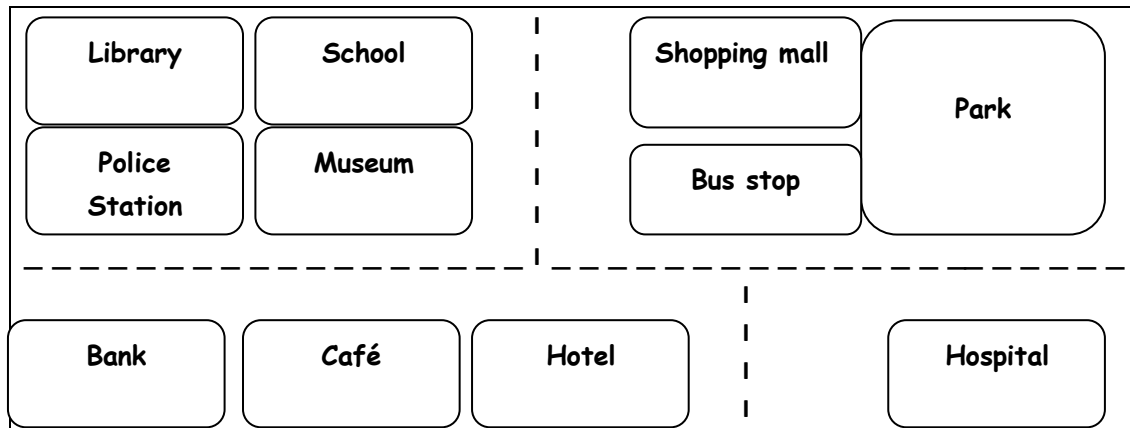 Library
School
Shopping mall
Park
Police
Station
Museum
Bus stop
Bank
Café
Hotel
Hospital